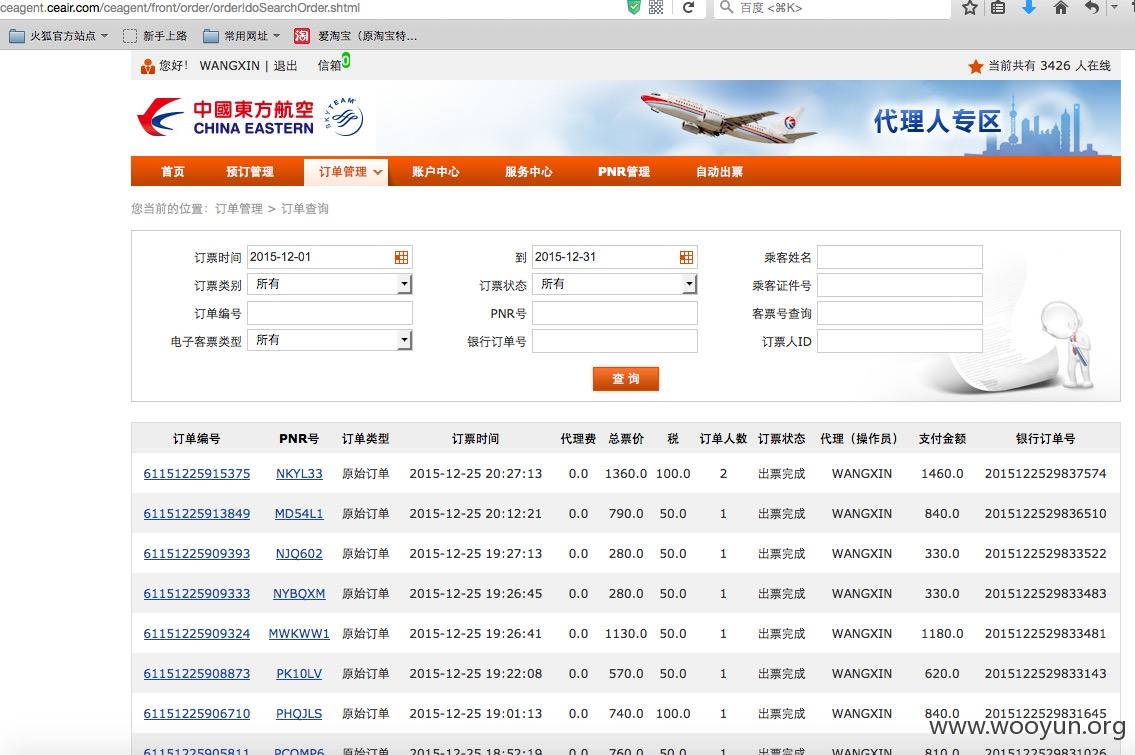 ceagent.ceair.com/ceagent/front/order/order!doSearchOrder.shtml 百度 <⌘K>
火狐官方站点 新手上路 常用网址 淘 爱淘宝（原淘宝特...
您好！ WANGXIN | 退出 信箱0 当前共有 3426 人在线
中國東方航空
CHINA EASTERN
SKYTEAM
代理人专区
首页 预订管理 订单管理 账户中心 服务中心 PNR管理 自动出票
您当前的位置：订单管理 > 订单查询
订票时间 2015-12-01 到 2015-12-31 乘客姓名
订票类别 所有 订票状态 所有 乘客证件号
订单编号 PNR号 客票号查询
电子客票类型 所有 银行订单号 订票人ID
查 询
订单编号 PNR号 订单类型 订票时间 代理费 总票价 税 订单人数 订票状态 代理（操作员） 支付金额 银行订单号
61151225915375 NKYL33 原始订单 2015-12-25 20:27:13 0.0 1360.0 100.0 2 出票完成 WANGXIN 1460.0 2015122529837574
61151225913849 MD54L1 原始订单 2015-12-25 20:12:21 0.0 790.0 50.0 1 出票完成 WANGXIN 840.0 2015122529836510
61151225909393 NJQ602 原始订单 2015-12-25 19:27:13 0.0 280.0 50.0 1 出票完成 WANGXIN 330.0 2015122529833522
61151225909333 NYBQXM 原始订单 2015-12-25 19:26:45 0.0 280.0 50.0 1 出票完成 WANGXIN 330.0 2015122529833483
61151225909324 MWKWW1 原始订单 2015-12-25 19:26:41 0.0 1130.0 50.0 1 出票完成 WANGXIN 1180.0 2015122529833481
61151225908873 PK10LV 原始订单 2015-12-25 19:22:08 0.0 570.0 50.0 1 出票完成 WANGXIN 620.0 2015122529833143
61151225906710 PHQJLS 原始订单 2015-12-25 19:01:13 0.0 740.0 100.0 1 出票完成 WANGXIN 840.0 2015122529831645
www.wooyun.org
61151225905811 PCOMP6 原始订单 2015-12-25 18:52:19 0.0 760.0 50.0 1 出票完成 WANGXIN 810.0 2015122529831026